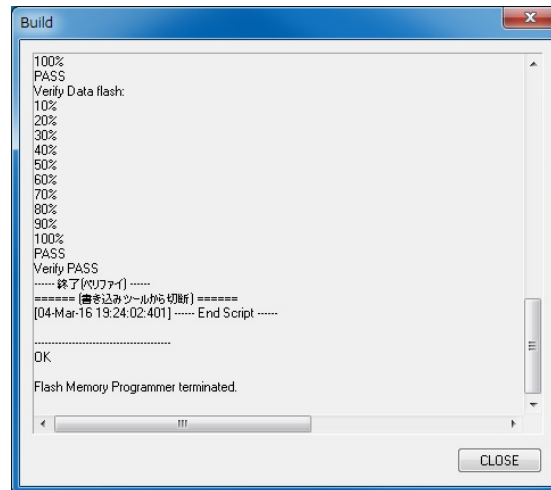 Build
100%
PASS
Verify Data flash:
10%
20%
30%
40%
50%
60%
70%
80%
90%
100%
PASS
Verify PASS
------ 終了(ベリファイ) ------
====== (書き込みツールから切断) ======
[04-Mar-16 19:24:02:401] ------ End Script ------
----------------------------------------
OK
Flash Memory Programmer terminated.
CLOSE